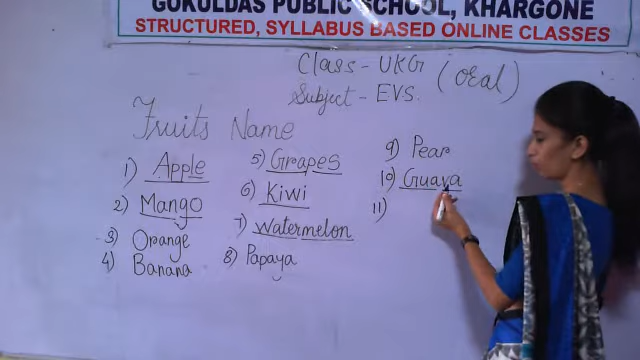 GOKULDAS PUBLIC SCHOOL, KHARGONE
STRUCTURED, SYLLABUS BASED ONLINE CLASSES
Class - UKG (Oral)
Subject - EVS.
Fruits Name
1) Apple
2) Mango
3) Orange
4) Banana
5) Grapes
6) Kiwi
7) Watermelon
8) Papaya
9) Pear
10) Guava
11)